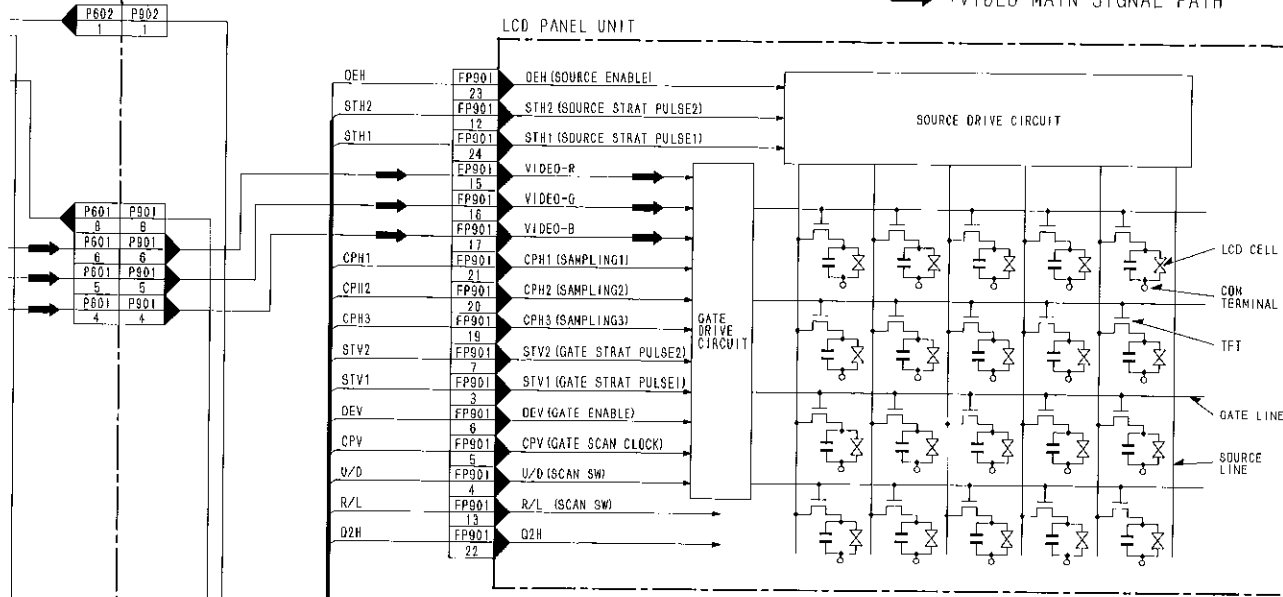 :VIDEO MAIN SIGNAL PATH
P602 P902
1 1
LCD PANEL UNIT
OEH FP901 23 OEH (SOURCE ENABLE)
STH2 FP901 12 STH2 (SOURCE STRAT PULSE2)
STH1 FP901 24 STH1 (SOURCE STRAT PULSE1)
SOURCE DRIVE CIRCUIT
FP901 15 VIDEO-R
FP901 16 VIDEO-G
FP901 17 VIDEO-B
P601 P901
8 8
P601 P901
6 6
P601 P901
5 5
P601 P901
4 4
CPH1 FP901 21 CPH1 (SAMPLING1)
CPH2 FP901 20 CPH2 (SAMPLING2)
CPH3 FP901 19 CPH3 (SAMPLING3)
STV2 FP901 7 STV2 (GATE STRAT PULSE2)
STV1 FP901 3 STV1 (GATE STRAT PULSE1)
OEV FP901 6 OEV (GATE ENABLE)
CPV FP901 5 CPV (GATE SCAN CLOCK)
U/D FP901 4 U/D (SCAN SW)
R/L FP901 13 R/L (SCAN SW)
Q2H FP901 22 Q2H
GATE
DRIVE
CIRCUIT
LCD CELL
COM
TERMINAL
TFT
GATE LINE
SOURCE
LINE